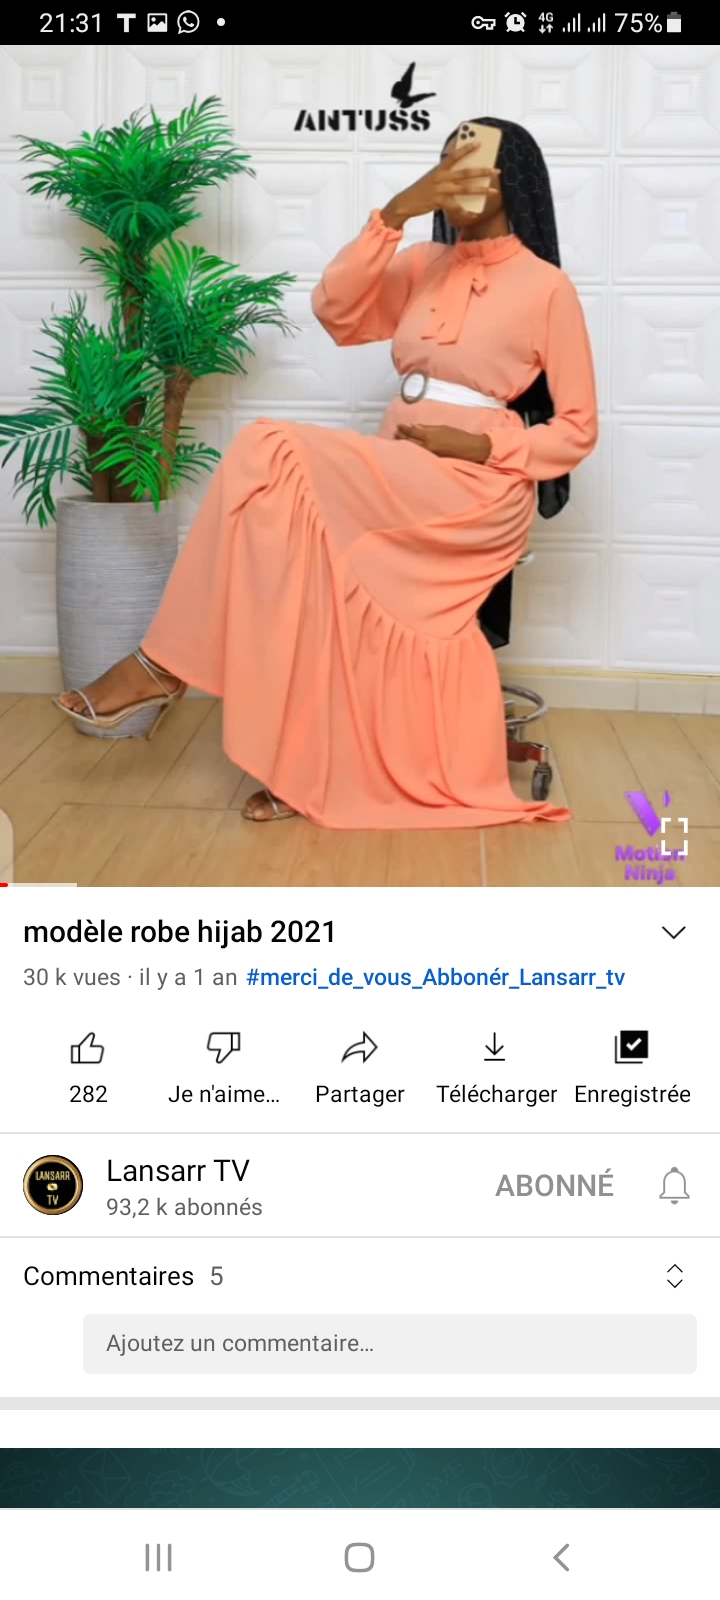 21:31 T 4G 75%
ANTUSS
Motion
Ninja
modèle robe hijab 2021
30 k vues · il y a 1 an #merci_de_vous_Abbonér_Lansarr_tv
282 Je n'aime... Partager Télécharger Enregistrée
LANSARR
TV
Lansarr TV
93,2 k abonnés
ABONNÉ
Commentaires 5
Ajoutez un commentaire...